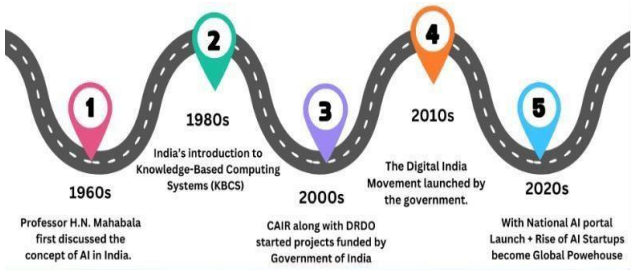 1
1960s
Professor H.N. Mahabala
first discussed the
concept of AI in India.
2
1980s
India's introduction to
Knowledge-Based Computing
Systems (KBCS)
3
2000s
CAIR along with DRDO
started projects funded by
Government of India
4
2010s
The Digital India
Movement launched by
the government.
5
2020s
With National AI portal
Launch + Rise of AI Startups
become Global Powehouse